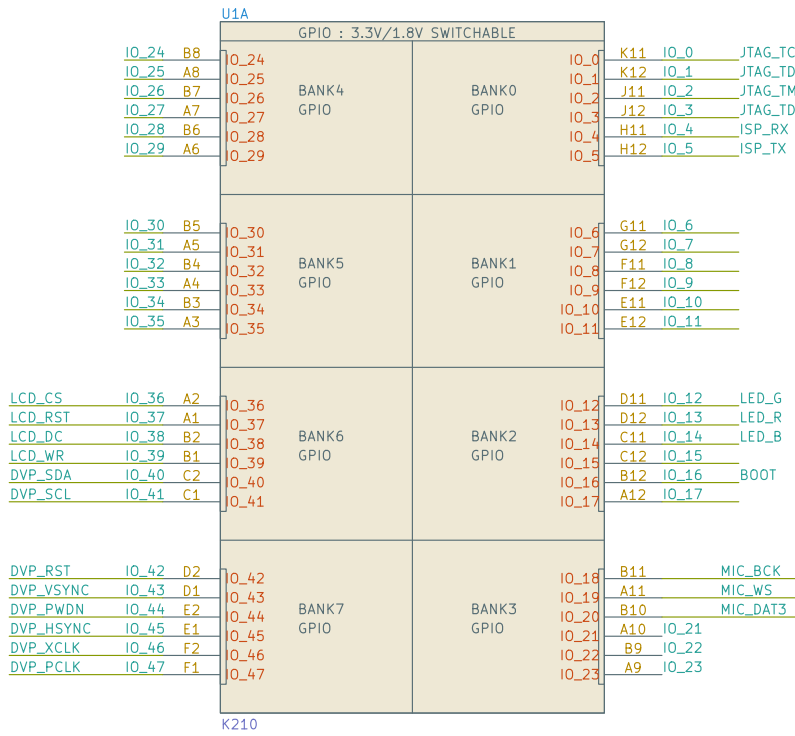 U1A
GPIO : 3.3V/1.8V SWITCHABLE
IO_24 B8 IO_24 IO_0 K11 IO_0 JTAG_TC
IO_25 A8 IO_25 IO_1 K12 IO_1 JTAG_TD
IO_26 B7 IO_26 BANK4 BANK0 IO_2 J11 IO_2 JTAG_TM
IO_27 A7 IO_27 GPIO GPIO IO_3 J12 IO_3 JTAG_TD
IO_28 B6 IO_28 IO_4 H11 IO_4 ISP_RX
IO_29 A6 IO_29 IO_5 H12 IO_5 ISP_TX
IO_30 B5 IO_30 IO_6 G11 IO_6
IO_31 A5 IO_31 IO_7 G12 IO_7
IO_32 B4 IO_32 BANK5 BANK1 IO_8 F11 IO_8
IO_33 A4 IO_33 GPIO GPIO IO_9 F12 IO_9
IO_34 B3 IO_34 IO_10 E11 IO_10
IO_35 A3 IO_35 IO_11 E12 IO_11
LCD_CS IO_36 A2 IO_36 IO_12 D11 IO_12 LED_G
LCD_RST IO_37 A1 IO_37 IO_13 D12 IO_13 LED_R
LCD_DC IO_38 B2 IO_38 BANK6 BANK2 IO_14 C11 IO_14 LED_B
LCD_WR IO_39 B1 IO_39 GPIO GPIO IO_15 C12 IO_15
DVP_SDA IO_40 C2 IO_40 IO_16 B12 IO_16 BOOT
DVP_SCL IO_41 C1 IO_41 IO_17 A12 IO_17
DVP_RST IO_42 D2 IO_42 IO_18 B11 MIC_BCK
DVP_VSYNC IO_43 D1 IO_43 IO_19 A11 MIC_WS
DVP_PWDN IO_44 E2 IO_44 BANK7 BANK3 IO_20 B10 MIC_DAT3
DVP_HSYNC IO_45 E1 IO_45 GPIO GPIO IO_21 A10 IO_21
DVP_XCLK IO_46 F2 IO_46 IO_22 B9 IO_22
DVP_PCLK IO_47 F1 IO_47 IO_23 A9 IO_23
K210